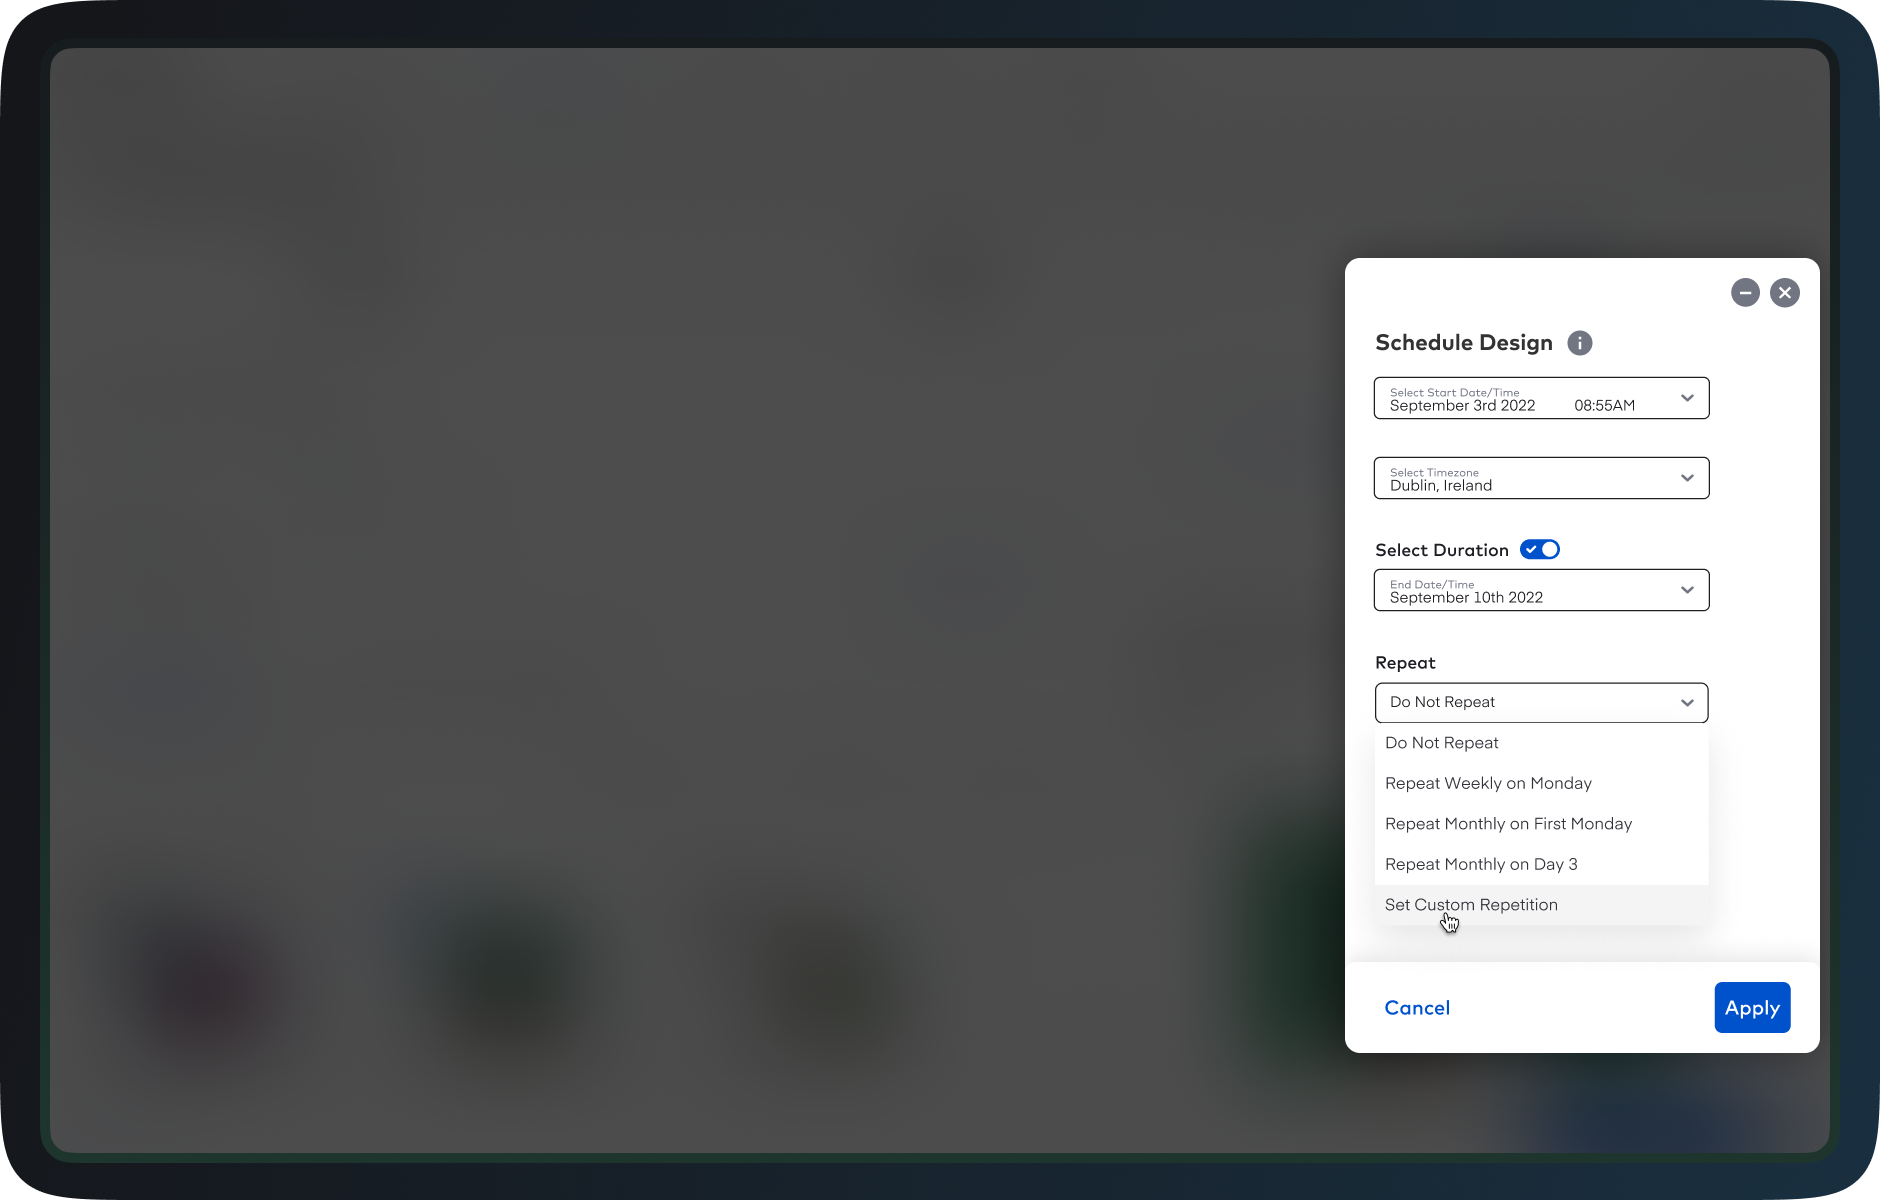 Schedule Design
Select Start Date/Time
September 3rd 2022 08:55AM
Select Timezone
Dublin, Ireland
Select Duration
End Date/Time
September 10th 2022
Repeat
Do Not Repeat
Do Not Repeat
Repeat Weekly on Monday
Repeat Monthly on First Monday
Repeat Monthly on Day 3
Set Custom Repetition
Cancel Apply